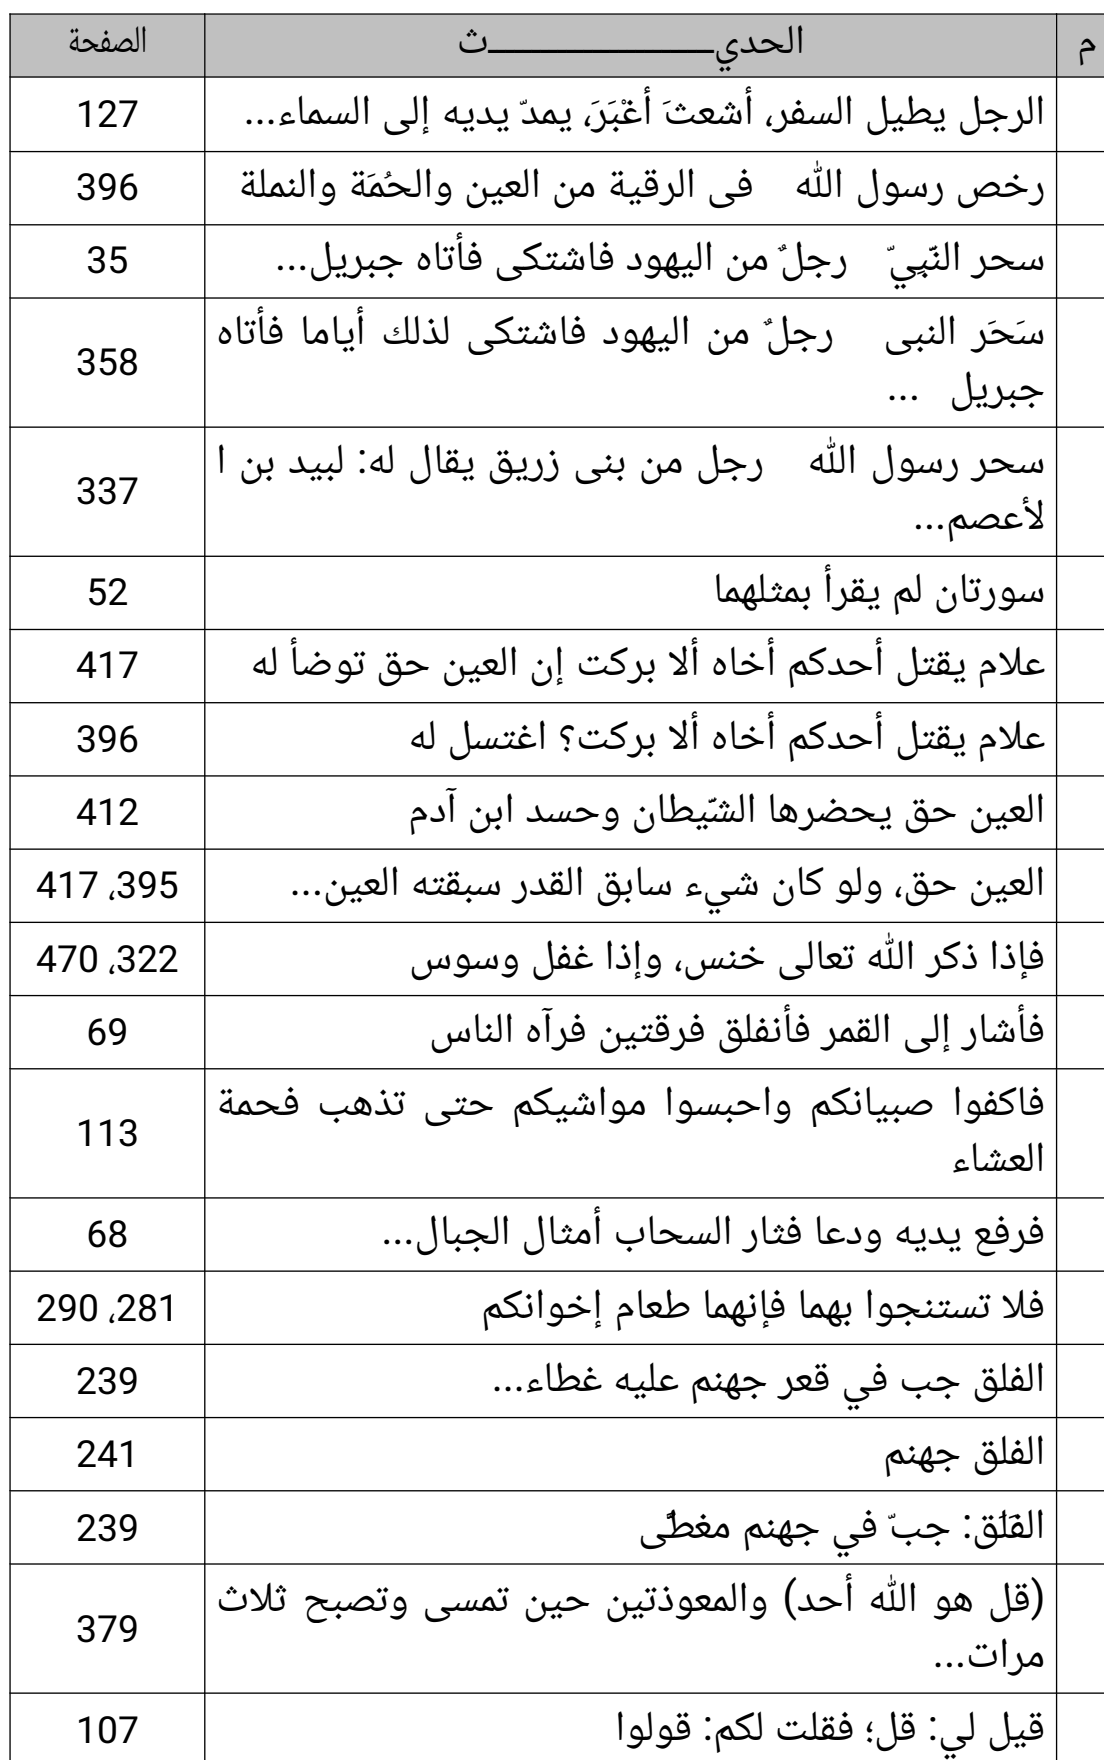 م الحديـــــــــــــــــــــــث الصفحة
الرجل يطيل السفر، أشعثَ أغْبَرَ، يمدّ يديه إلى السماء... 127
رخص رسول الله فى الرقية من العين والحُمَة والنملة 396
سحر النّبِيّ رجلٌ من اليهود فاشتكى فأتاه جبريل... 35
سَحَر النبى رجلٌ من اليهود فاشتكى لذلك أياما فأتاه
جبريل ... 358
سحر رسول الله رجل من بنى زريق يقال له: لبيد بن ا
لأعصم... 337
سورتان لم يقرأ بمثلهما 52
علام يقتل أحدكم أخاه ألا بركت إن العين حق توضأ له 417
علام يقتل أحدكم أخاه ألا بركت؟ اغتسل له 396
العين حق يحضرها الشّيطان وحسد ابن آدم 412
العين حق، ولو كان شيء سابق القدر سبقته العين... 395، 417
فإذا ذكر الله تعالى خنس، وإذا غفل وسوس 322، 470
فأشار إلى القمر فأنفلق فرقتين فرآه الناس 69
فاكفوا صبيانكم واحبسوا مواشيكم حتى تذهب فحمة
العشاء 113
فرفع يديه ودعا فثار السحاب أمثال الجبال... 68
فلا تستنجوا بهما فإنهما طعام إخوانكم 281، 290
الفلق جب في قعر جهنم عليه غطاء... 239
الفلق جهنم 241
الفَلَق: جبّ في جهنم مغطًّى 239
(قل هو الله أحد) والمعوذتين حين تمسى وتصبح ثلاث
مرات... 379
قيل لي: قل؛ فقلت لكم: قولوا 107